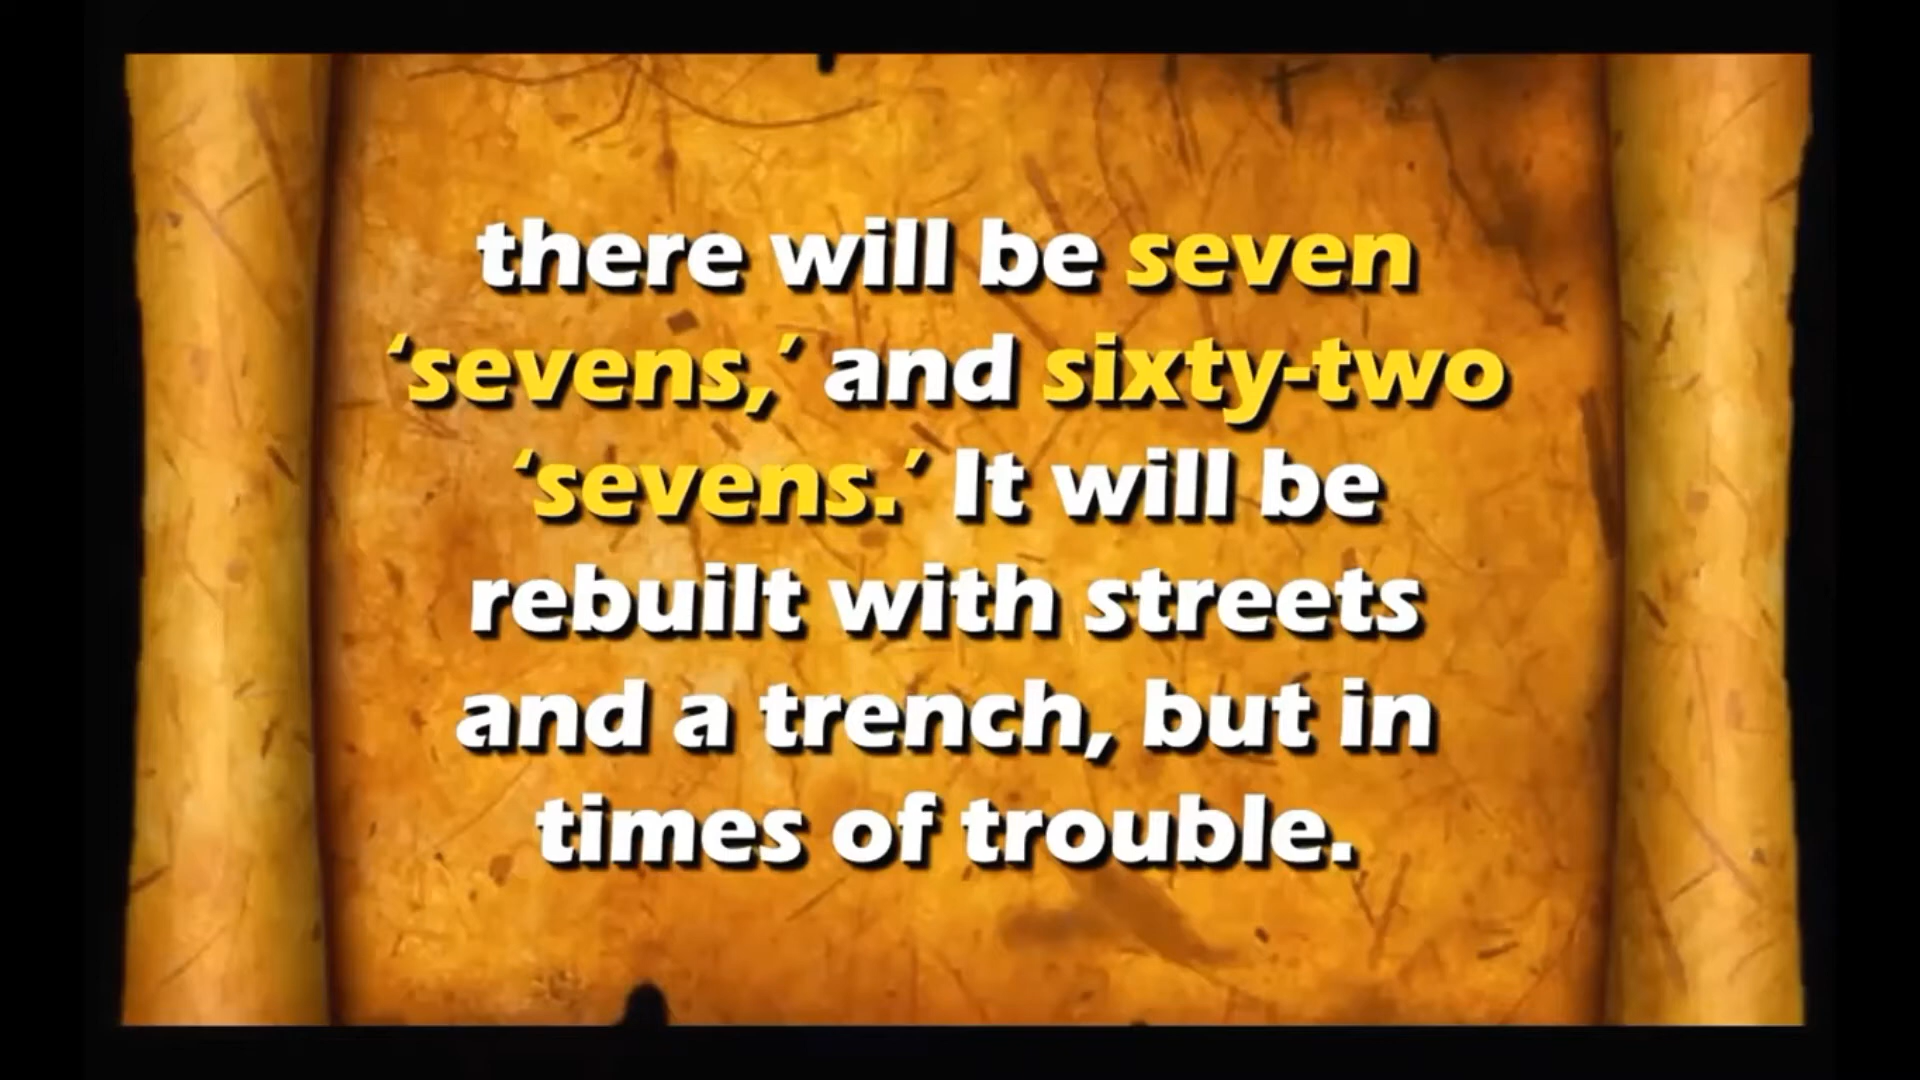 there will be seven
‘sevens,’ and sixty-two
‘sevens.’ It will be
rebuilt with streets
and a trench, but in
times of trouble.